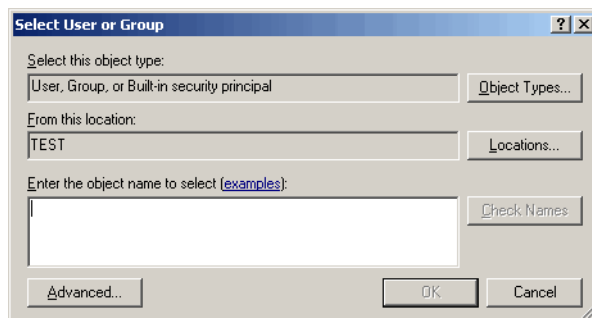 Select User or Group
Select this object type:
User, Group, or Built-in security principal
Object Types...
From this location:
TEST
Locations...
Enter the object name to select (examples):
Check Names
Advanced...
OK
Cancel